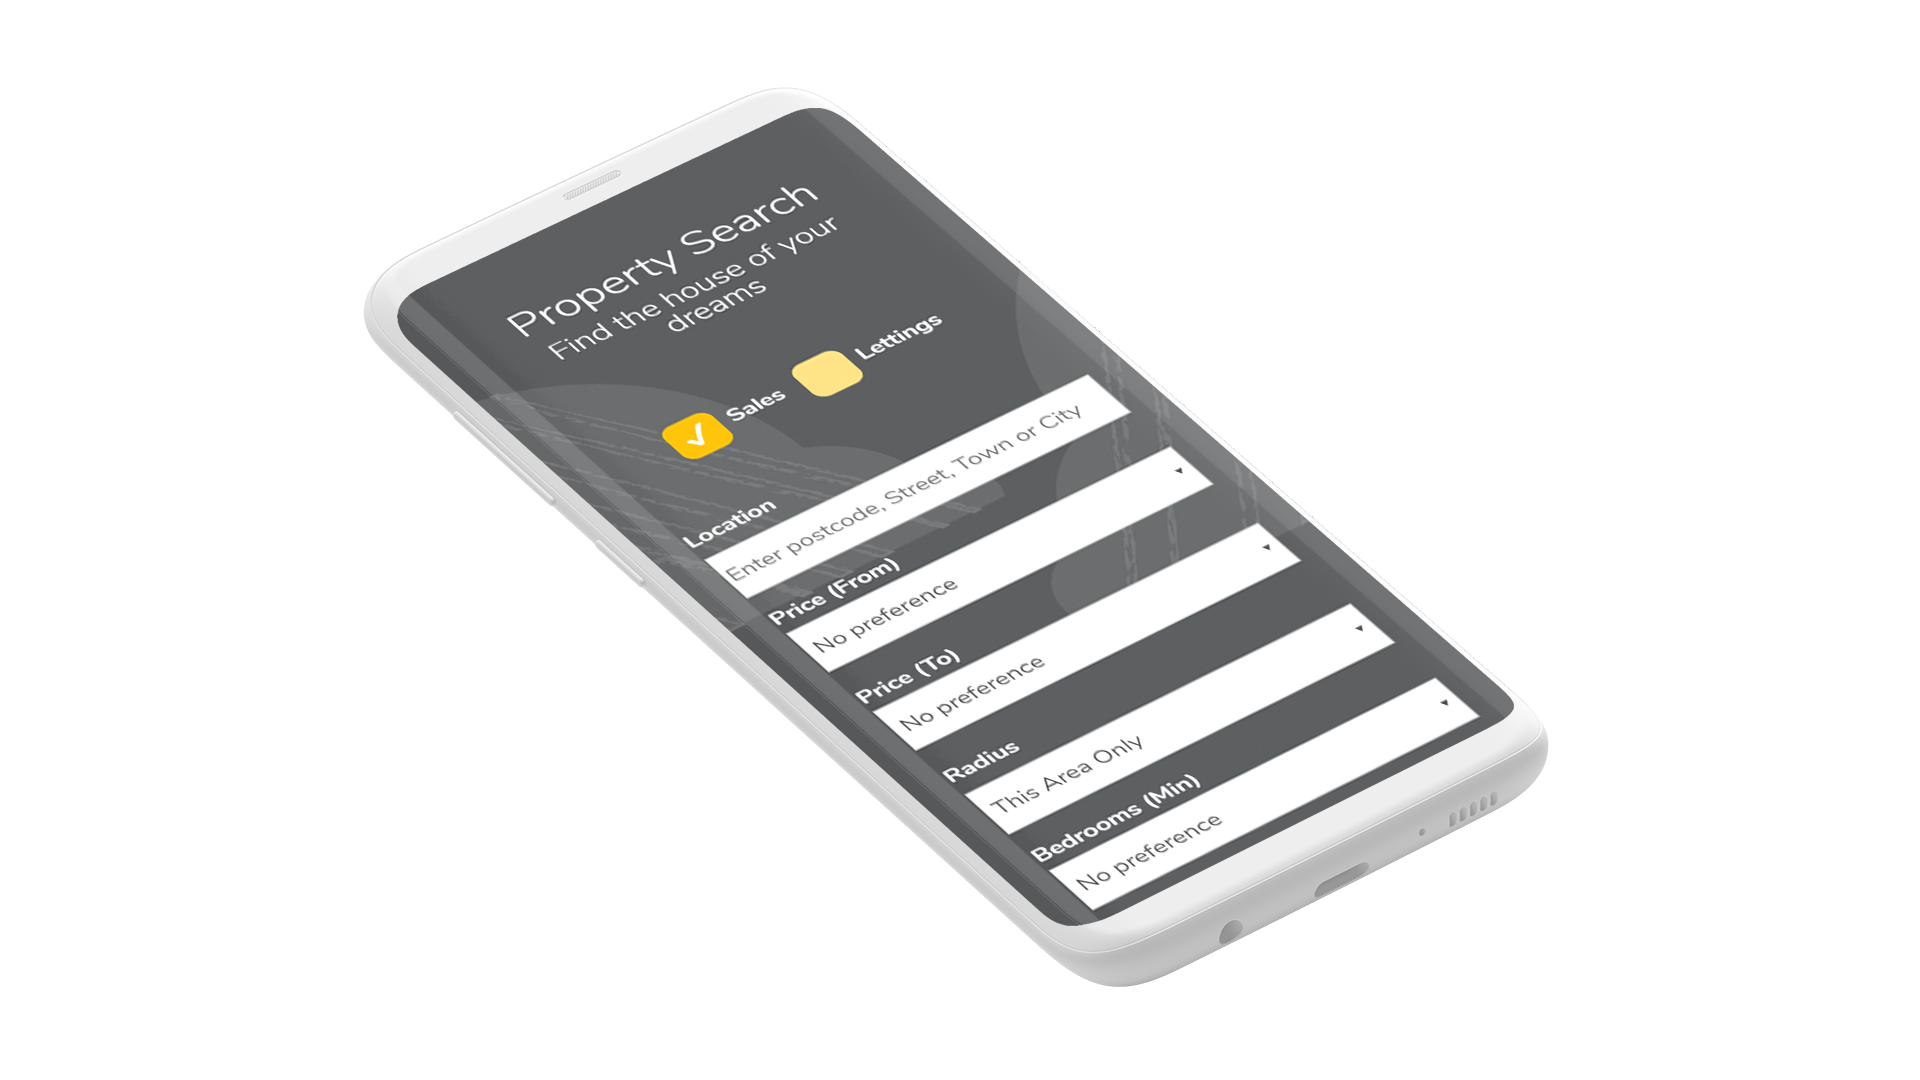 Property Search
Find the house of your
dreams
Sales
Lettings
Location
Enter postcode, Street, Town or City
Price (From)
No preference
Price (To)
No preference
Radius
This Area Only
Bedrooms (Min)
No preference